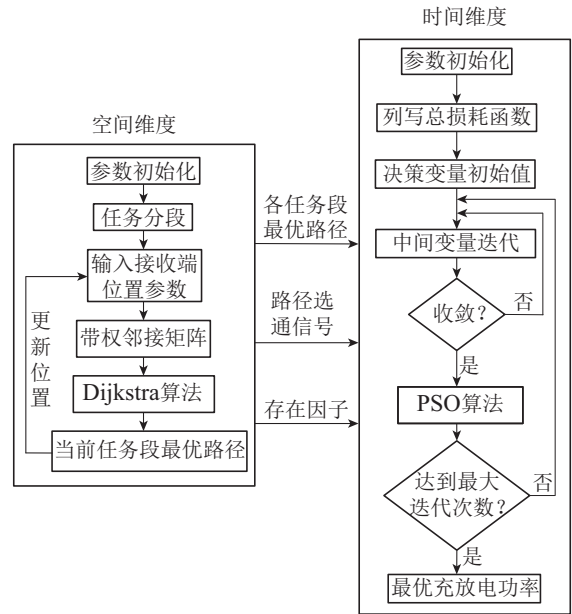 空间维度
参数初始化
任务分段
输入接收端
位置参数
带权邻接矩阵
Dijkstra算法
当前任务段最优路径
更新位置
各任务段
最优路径
路径选
通信号
存在因子
时间维度
参数初始化
列写总损耗函数
决策变量初始值
中间变量迭代
收敛?
否
是
PSO算法
达到最大
迭代次数?
否
是
最优充放电功率